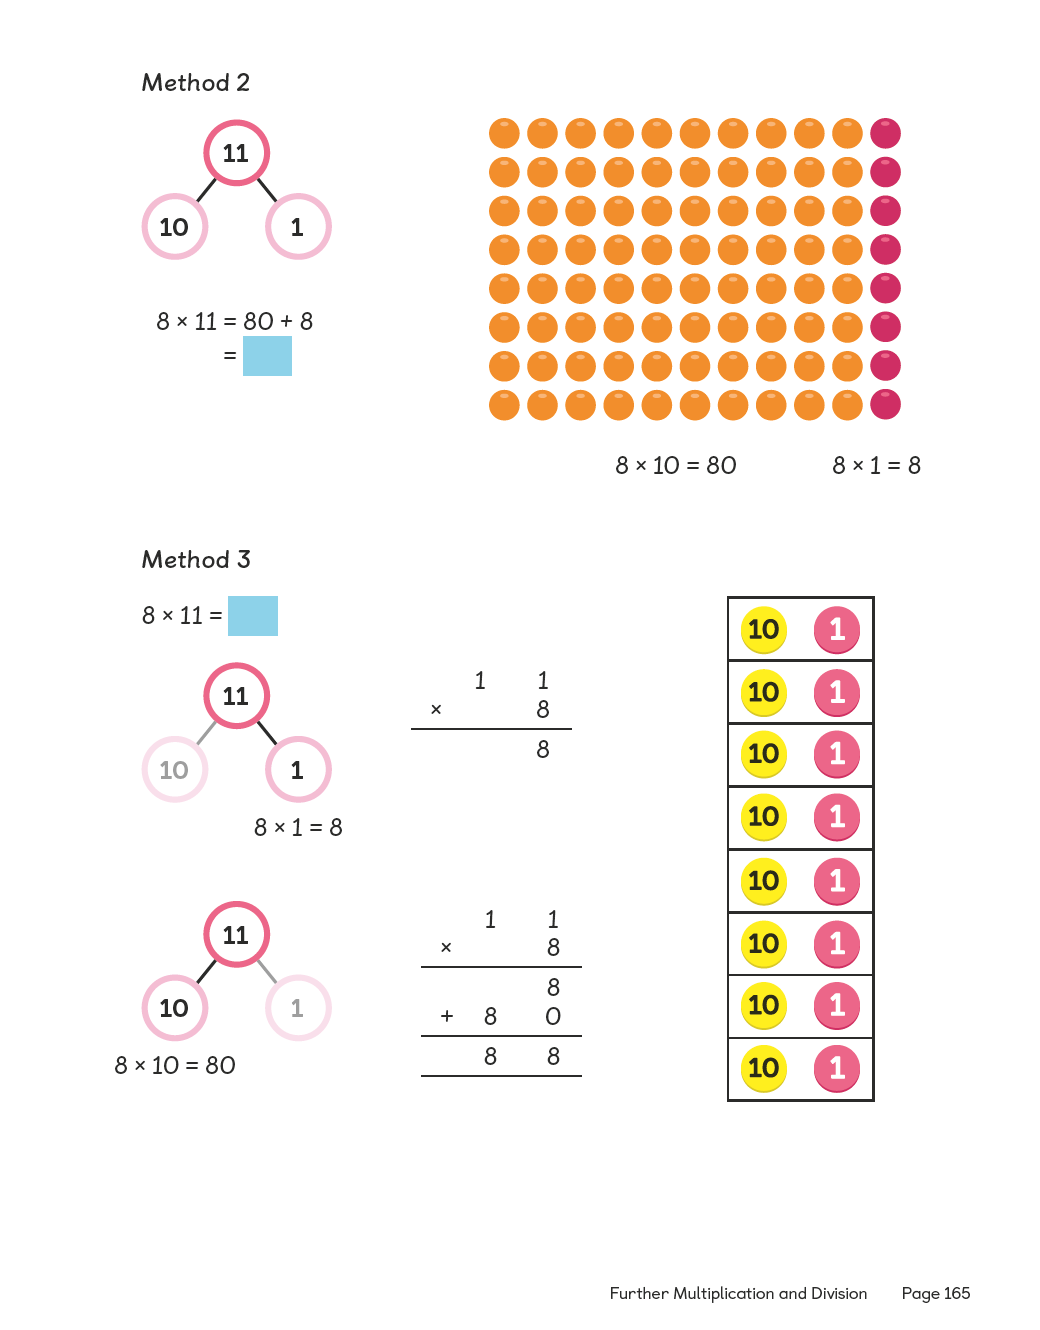 Method 2
11
10 1
8 × 11 = 80 + 8
=
8 × 10 = 80 8 × 1 = 8
Method 3
8 × 11 =
11
10 1
8 × 1 = 8
1 1
× 8
8
11
10 1
8 × 10 = 80
1 1
× 8
8
+ 8 0
8 8
10 1
10 1
10 1
10 1
10 1
10 1
10 1
10 1
Further Multiplication and Division Page 165